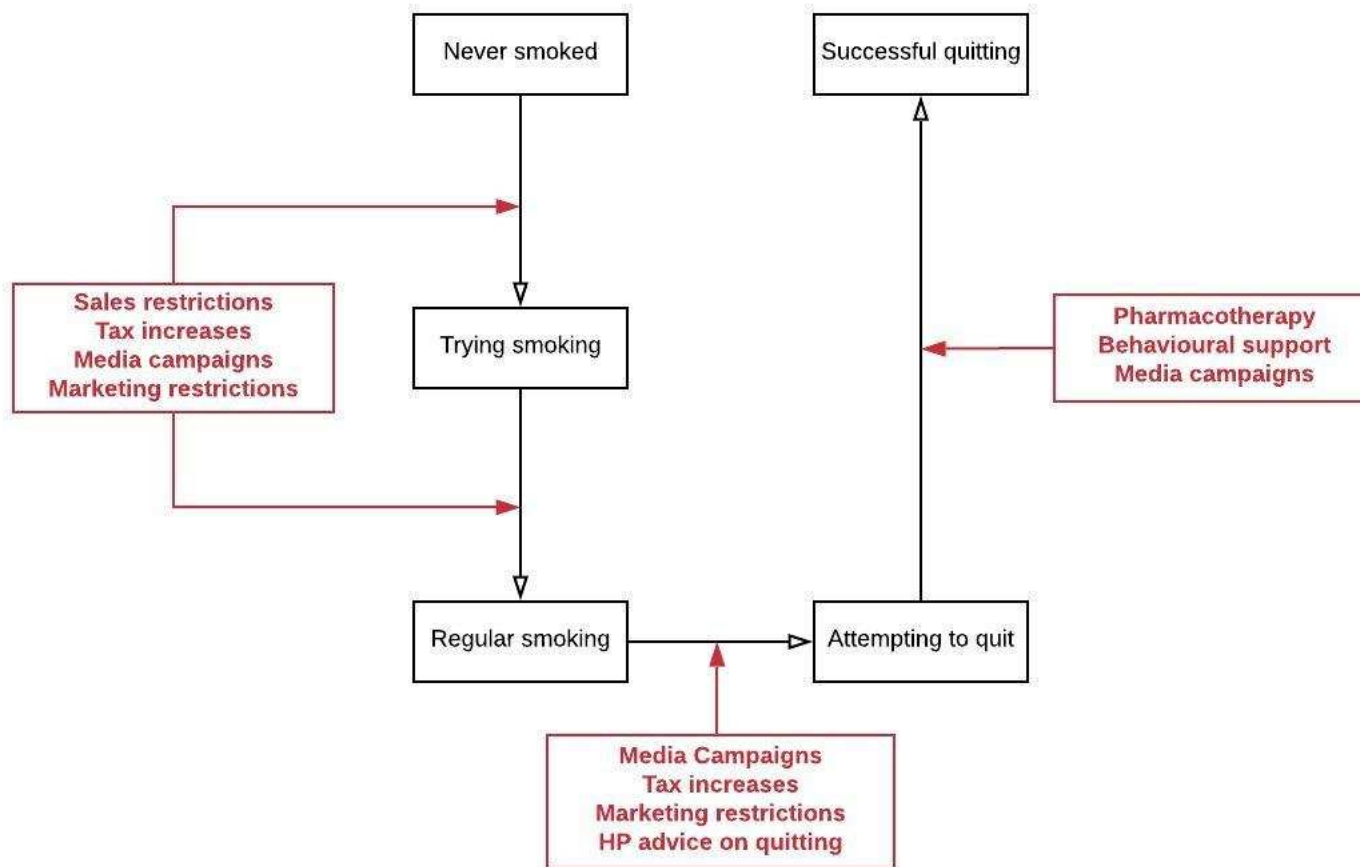 Never smoked
Successful quitting
Sales restrictions
Tax increases
Media campaigns
Marketing restrictions
Trying smoking
Pharmacotherapy
Behavioural support
Media campaigns
Regular smoking
Attempting to quit
Media Campaigns
Tax increases
Marketing restrictions
HP advice on quitting